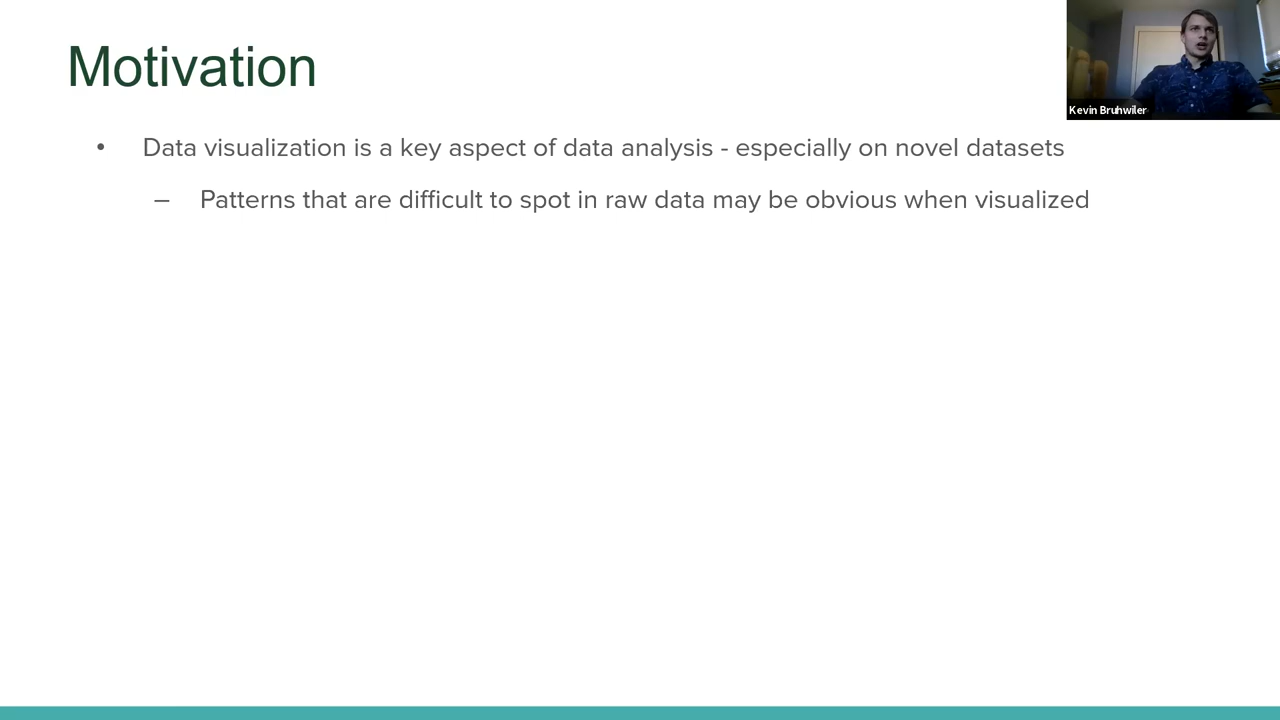 Motivation
Kevin Bruhwiler
• Data visualization is a key aspect of data analysis - especially on novel datasets
– Patterns that are difficult to spot in raw data may be obvious when visualized